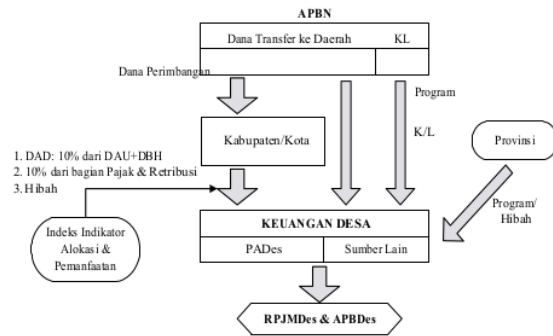 APBN
Dana Transfer ke Daerah
KL
Dana Perimbangan
Program
K/L
Kabupaten/Kota
Provinsi
1. DAD: 10% dari DAU+DBH
2. 10% dari bagian Pajak & Retribusi
3. Hibah
Program/
Hibah
Indeks Indikator
Alokasi &
Pemanfaatan
KEUANGAN DESA
PADes
Sumber Lain
RPJMDes & APBDes